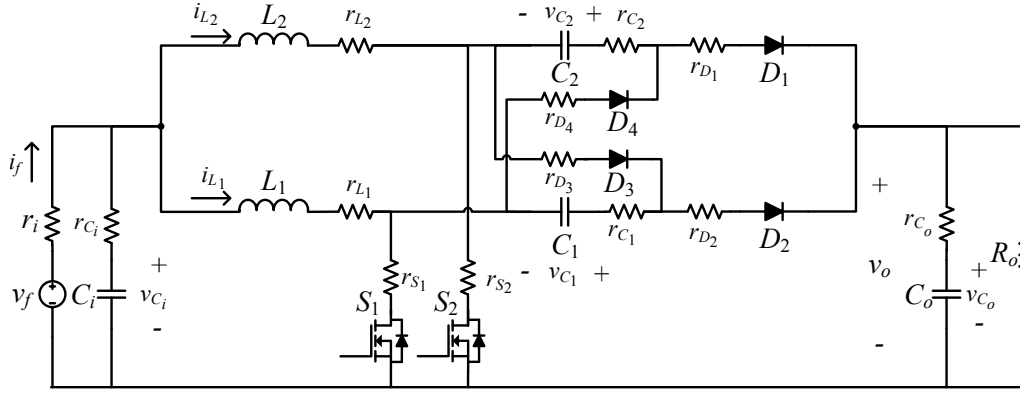 i_{L_2} L_2 r_{L_2} - v_{C_2} + r_{C_2}
C_2 r_{D_1} D_1
r_{D_4} D_4
i_f i_{L_1} L_1 r_{L_1} r_{D_3} D_3
r_i r_{C_i} C_1 r_{C_1} r_{D_2} D_2 + r_{C_o} R_o
- v_{C_1} +
r_{S_1} r_{S_2}
v_f C_i + v_{C_i} - S_1 S_2 v_o C_o + v_{C_o} -
-